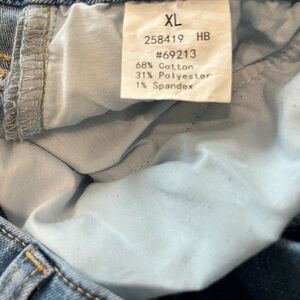 XL
258419 HB
#69213
68% Cotton
31% Polyester
1% Spandex